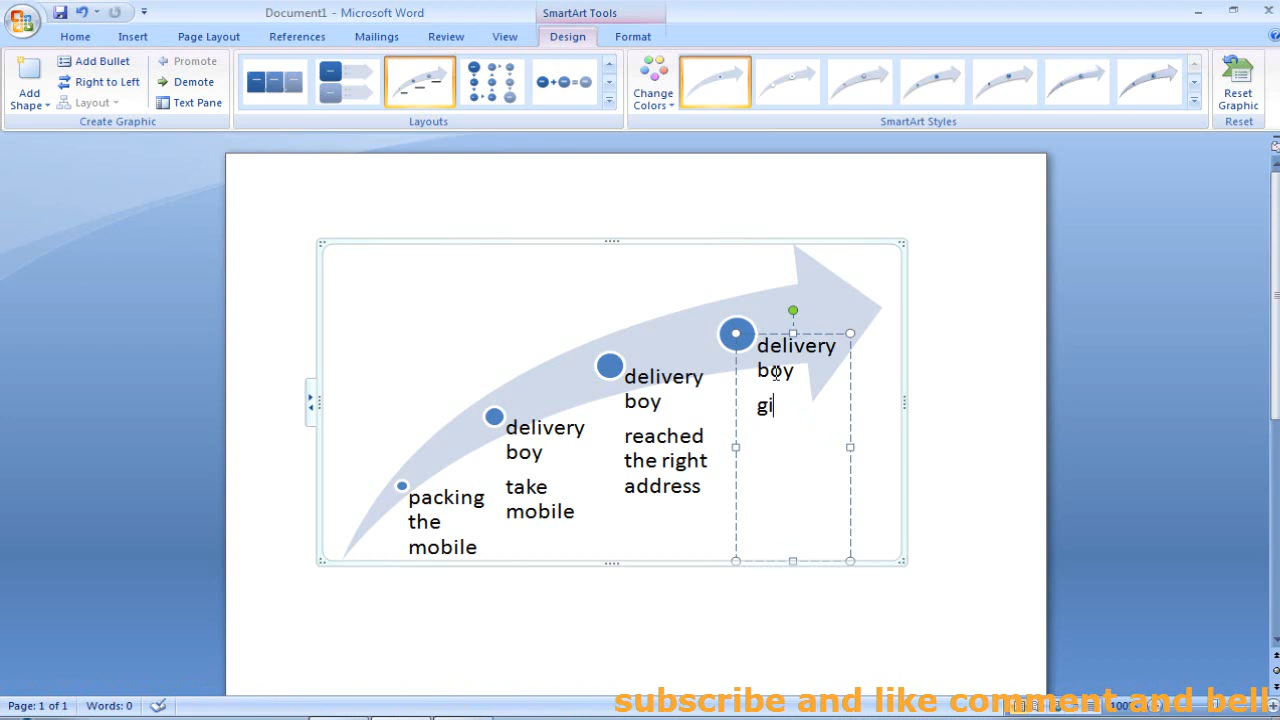 Document1 - Microsoft Word
SmartArt Tools
Home Insert Page Layout References Mailings Review View Design Format
Add Shape
Add Bullet
Right to Left
Layout
Promote
Demote
Text Pane
Create Graphic
Layouts
Change Colors
SmartArt Styles
Reset Graphic
Reset
packing
the
mobile
delivery
boy
take
mobile
delivery
boy
reached
the right
address
delivery
boy
gi
Page: 1 of 1
Words: 0
100%
subscribe and like comment and bell